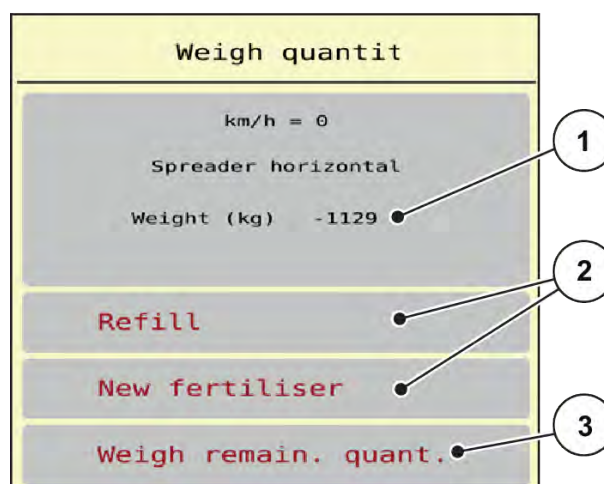 Weigh quantit
km/h = 0
Spreader horizontal
Weight (kg) -1129
1
2
Refill
New fertiliser
3
Weigh remain. quant.